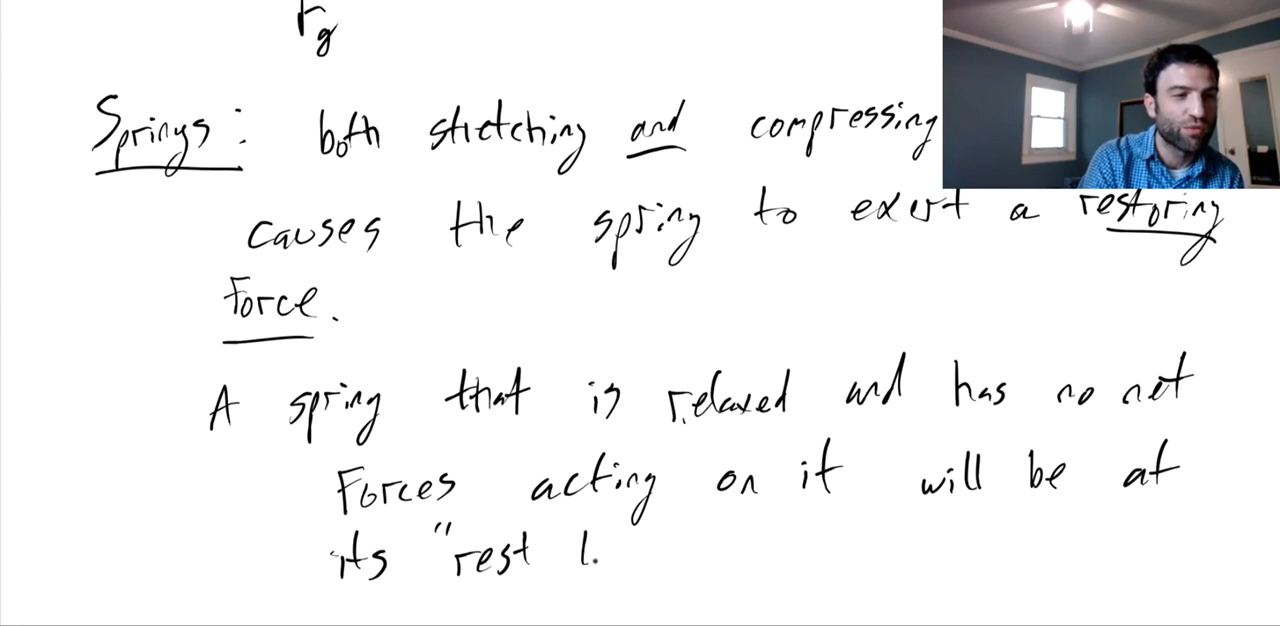 Fg
Springs: both stretching and compressing
causes the spring to exert a restoring
force.
A spring that is relaxed and has no net
forces acting on it will be at
its "rest l